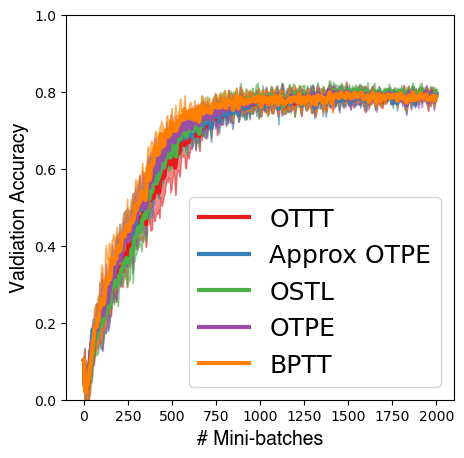 1.0
0.8
0.6
0.4
0.2
0.0
Valdiation Accuracy
OTTT
Approx OTPE
OSTL
OTPE
BPTT
0 250 500 750 1000 1250 1500 1750 2000
# Mini-batches